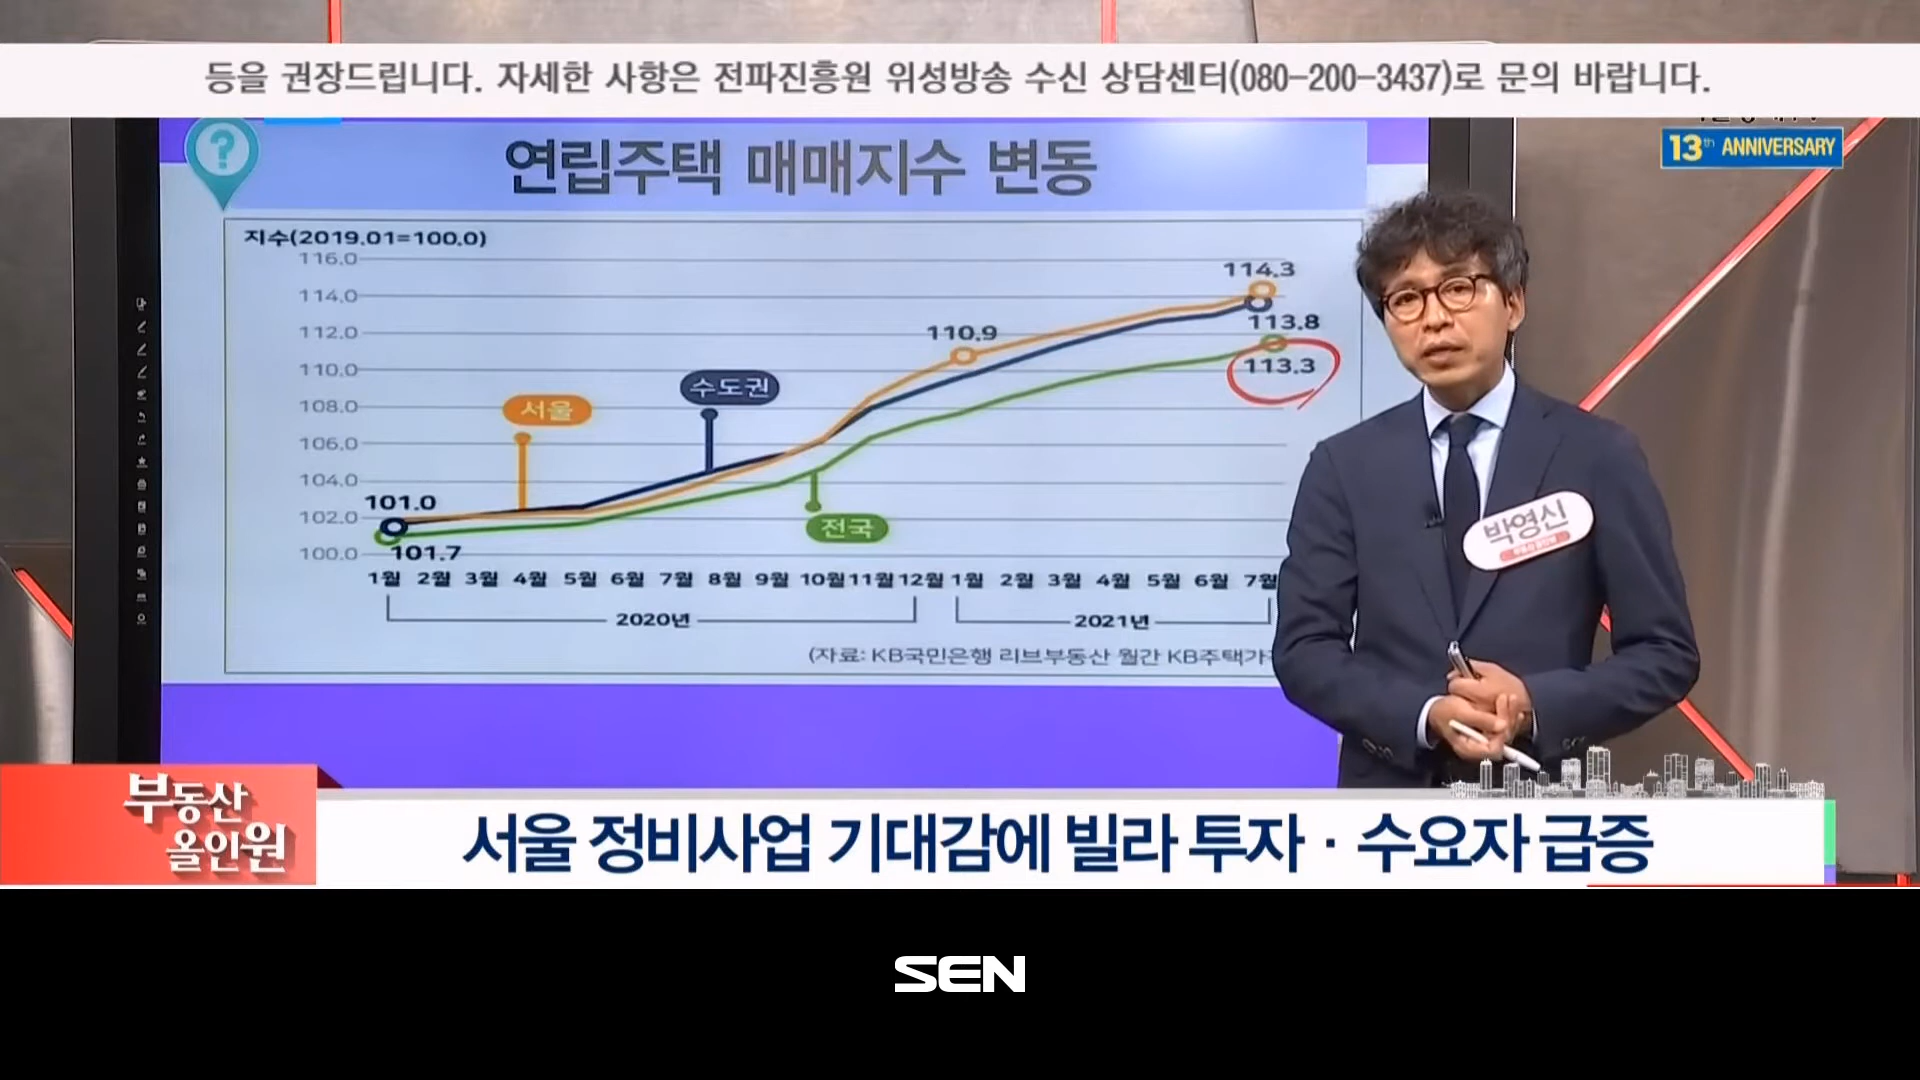 등을 권장드립니다. 자세한 사항은 전파진흥원 위성방송 수신 상담센터(080-200-3437)로 문의 바랍니다.
13th ANNIVERSARY
?
연립주택 매매지수 변동
지수(2019.01=100.0)
116.0
114.0
112.0
110.0
108.0
106.0
104.0
102.0
100.0
114.3
113.8
113.3
110.9
수도권
서울
전국
101.0
101.7
1월 2월 3월 4월 5월 6월 7월 8월 9월 10월 11월 12월 1월 2월 3월 4월 5월 6월 7월
2020년 2021년
(자료: KB국민은행 리브부동산 월간 KB주택가
박영신
부동산
올인원
서울 정비사업 기대감에 빌라 투자·수요자 급증
SEN